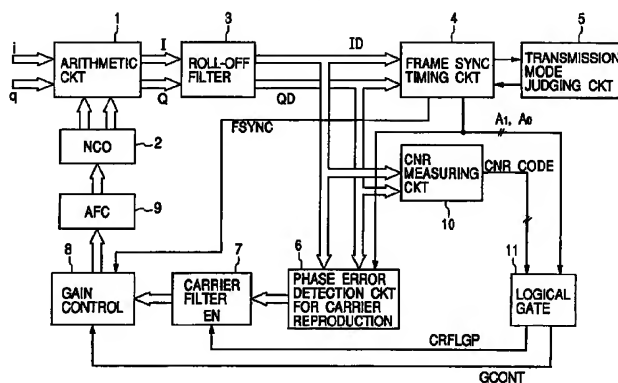 1
3
4
5
i
q
ARITHMETIC
CKT
I
Q
ROLL-OFF
FILTER
ID
QD
FRAME SYNC
TIMING CKT
TRANSMISSION
MODE
JUDGING CKT
FSYNC
A1, A0
NCO
2
CNR
MEASURING
CKT
CNR CODE
10
AFC
9
8
7
6
11
GAIN
CONTROL
CARRIER
FILTER
EN
PHASE ERROR
DETECTION CKT
FOR CARRIER
REPRODUCTION
LOGICAL
GATE
CRFLGP
GCONT